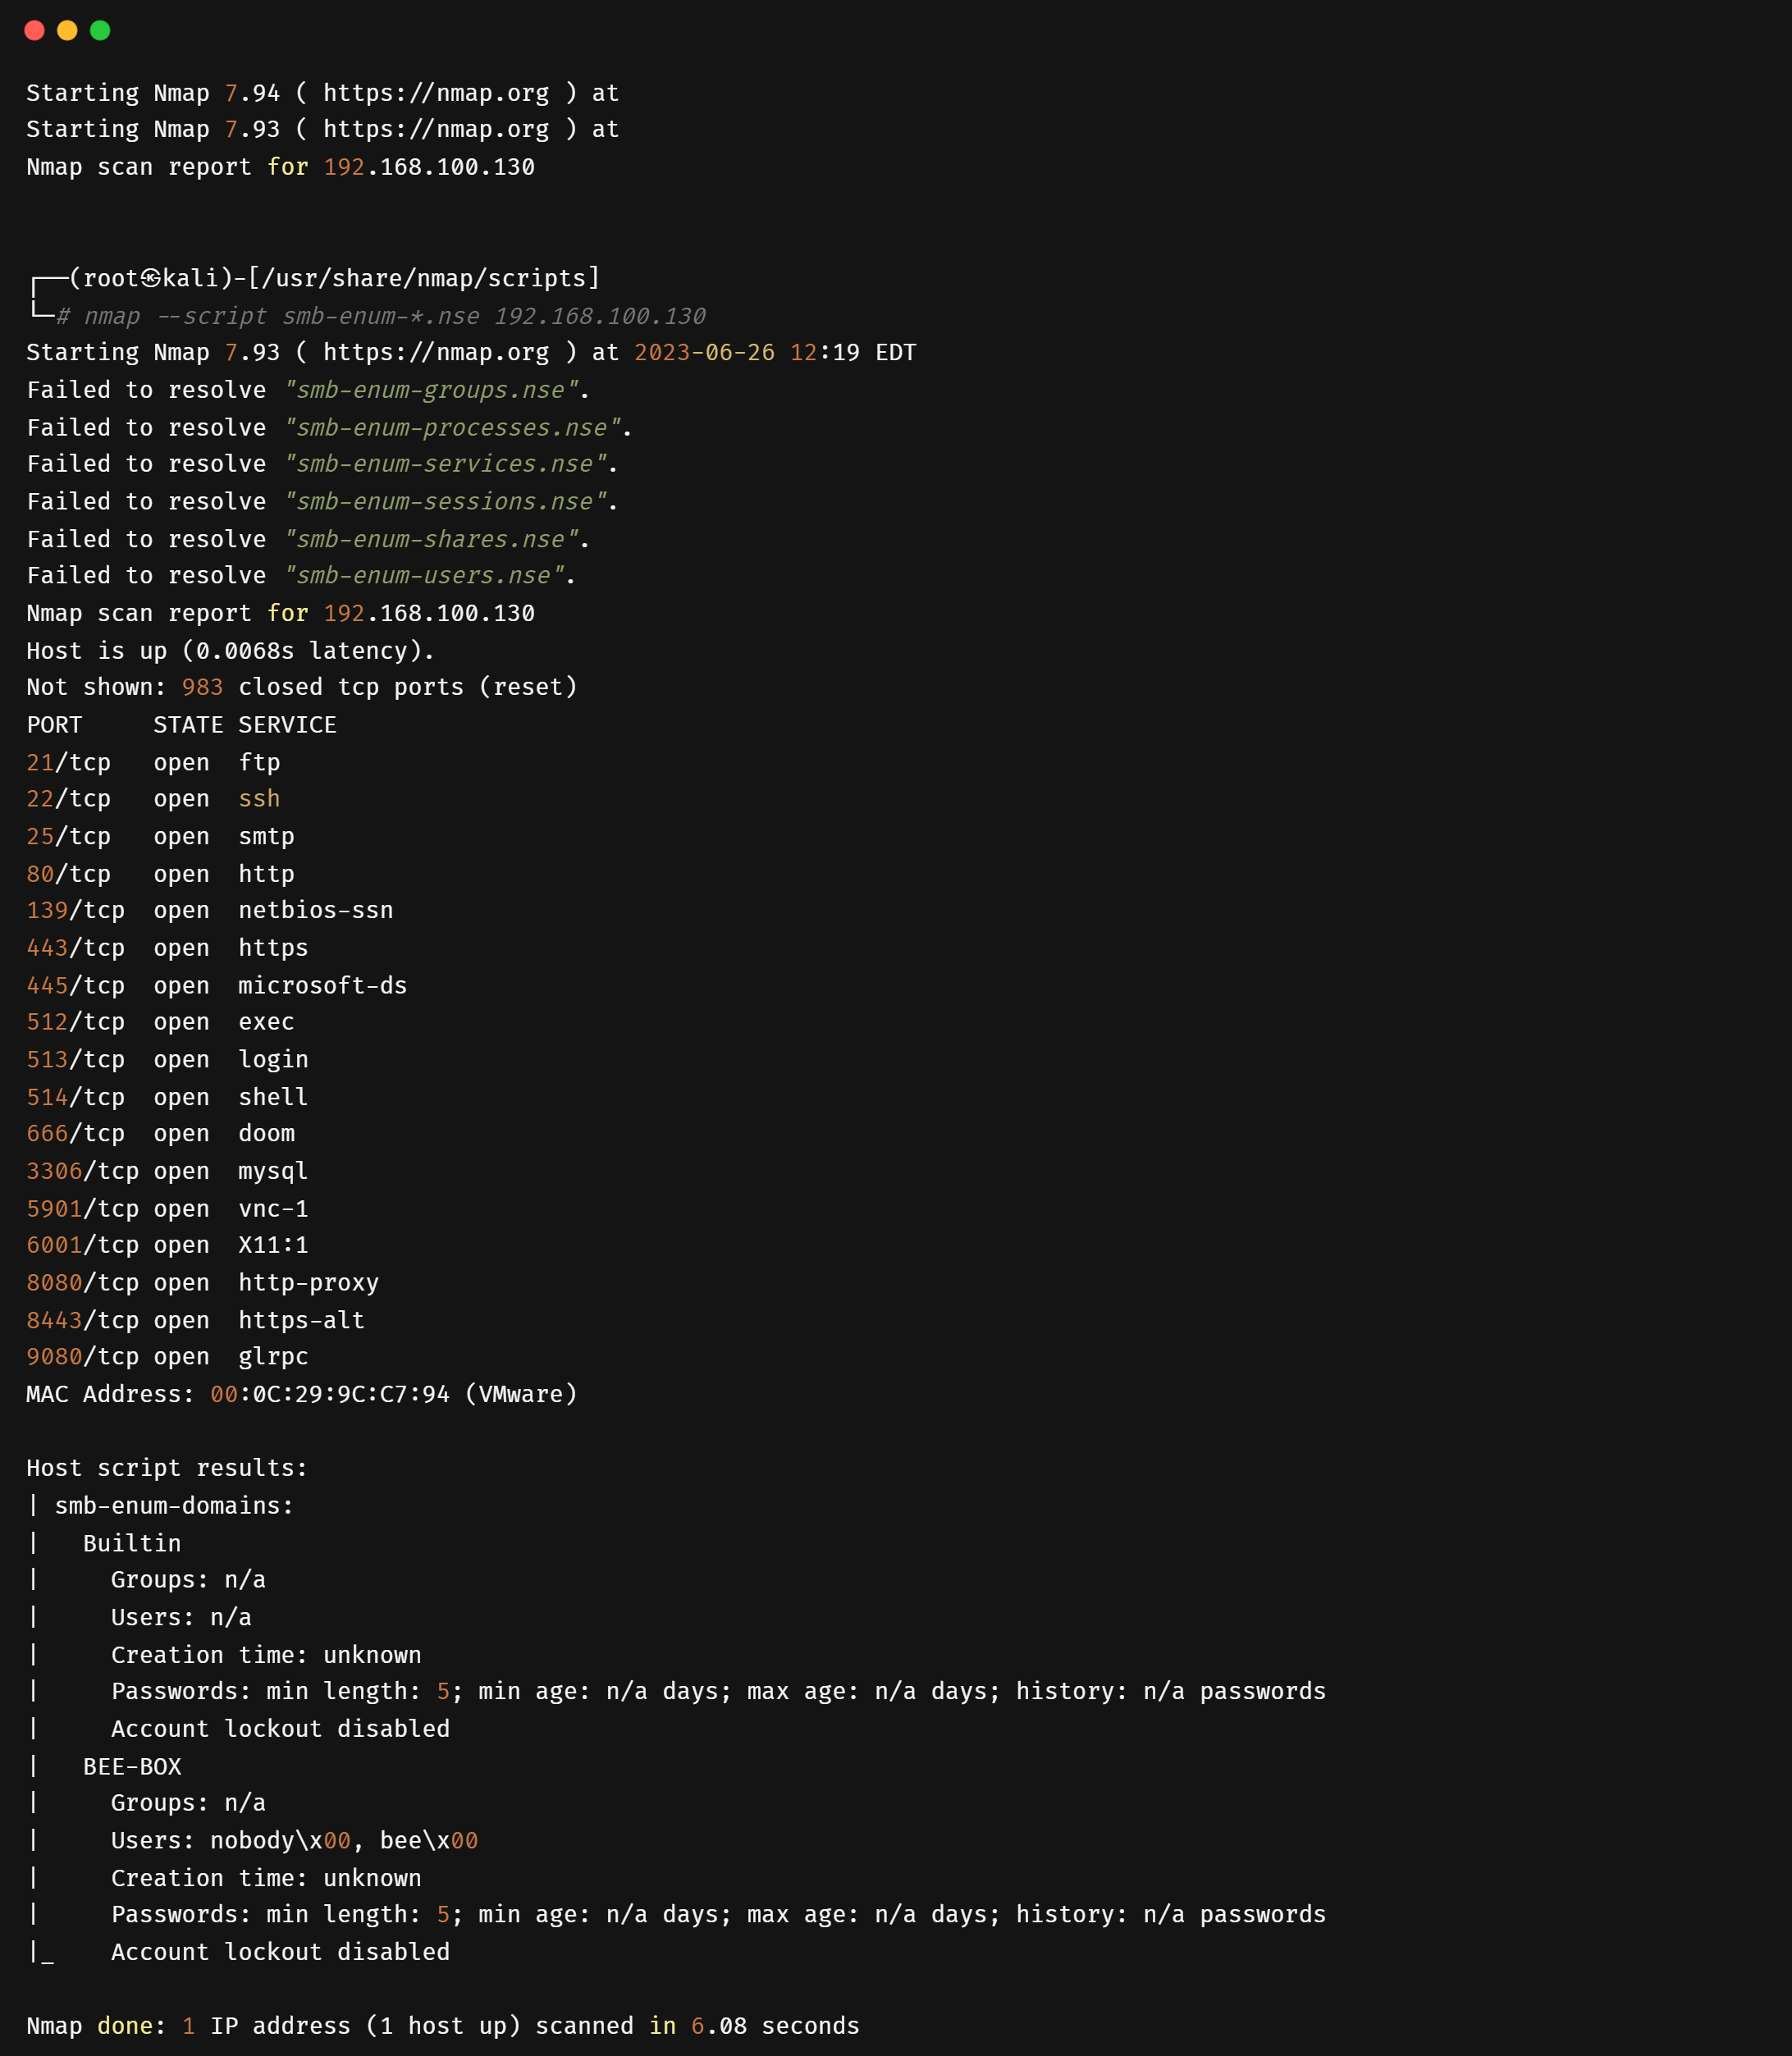 Starting Nmap 7.94 ( https://nmap.org ) at
Starting Nmap 7.93 ( https://nmap.org ) at
Nmap scan report for 192.168.100.130
┌──(root㉿kali)-[/usr/share/nmap/scripts]
└─# nmap --script smb-enum-*.nse 192.168.100.130
Starting Nmap 7.93 ( https://nmap.org ) at 2023-06-26 12:19 EDT
Failed to resolve "smb-enum-groups.nse".
Failed to resolve "smb-enum-processes.nse".
Failed to resolve "smb-enum-services.nse".
Failed to resolve "smb-enum-sessions.nse".
Failed to resolve "smb-enum-shares.nse".
Failed to resolve "smb-enum-users.nse".
Nmap scan report for 192.168.100.130
Host is up (0.0068s latency).
Not shown: 983 closed tcp ports (reset)
PORT     STATE SERVICE
21/tcp   open  ftp
22/tcp   open  ssh
25/tcp   open  smtp
80/tcp   open  http
139/tcp  open  netbios-ssn
443/tcp  open  https
445/tcp  open  microsoft-ds
512/tcp  open  exec
513/tcp  open  login
514/tcp  open  shell
666/tcp  open  doom
3306/tcp open  mysql
5901/tcp open  vnc-1
6001/tcp open  X11:1
8080/tcp open  http-proxy
8443/tcp open  https-alt
9080/tcp open  glrpc
MAC Address: 00:0C:29:9C:C7:94 (VMware)
Host script results:
| smb-enum-domains:
|   Builtin
|     Groups: n/a
|     Users: n/a
|     Creation time: unknown
|     Passwords: min length: 5; min age: n/a days; max age: n/a days; history: n/a passwords
|     Account lockout disabled
|   BEE-BOX
|     Groups: n/a
|     Users: nobody\x00, bee\x00
|     Creation time: unknown
|     Passwords: min length: 5; min age: n/a days; max age: n/a days; history: n/a passwords
|_    Account lockout disabled
Nmap done: 1 IP address (1 host up) scanned in 6.08 seconds